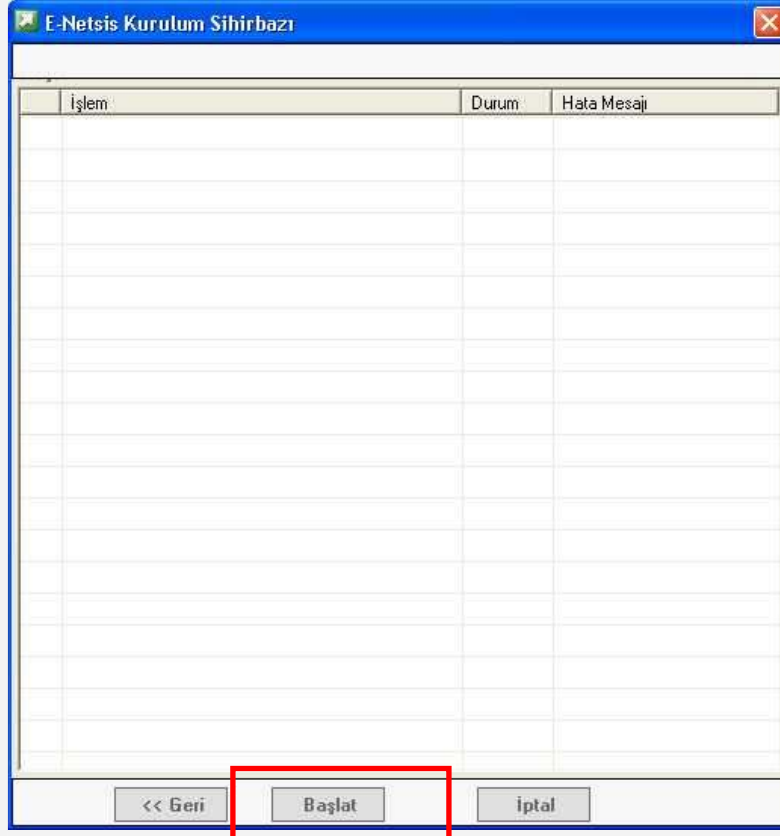 E-Netsis Kurulum Sihirbazı
İşlem Durum Hata Mesajı
<< Geri Başlat İptal